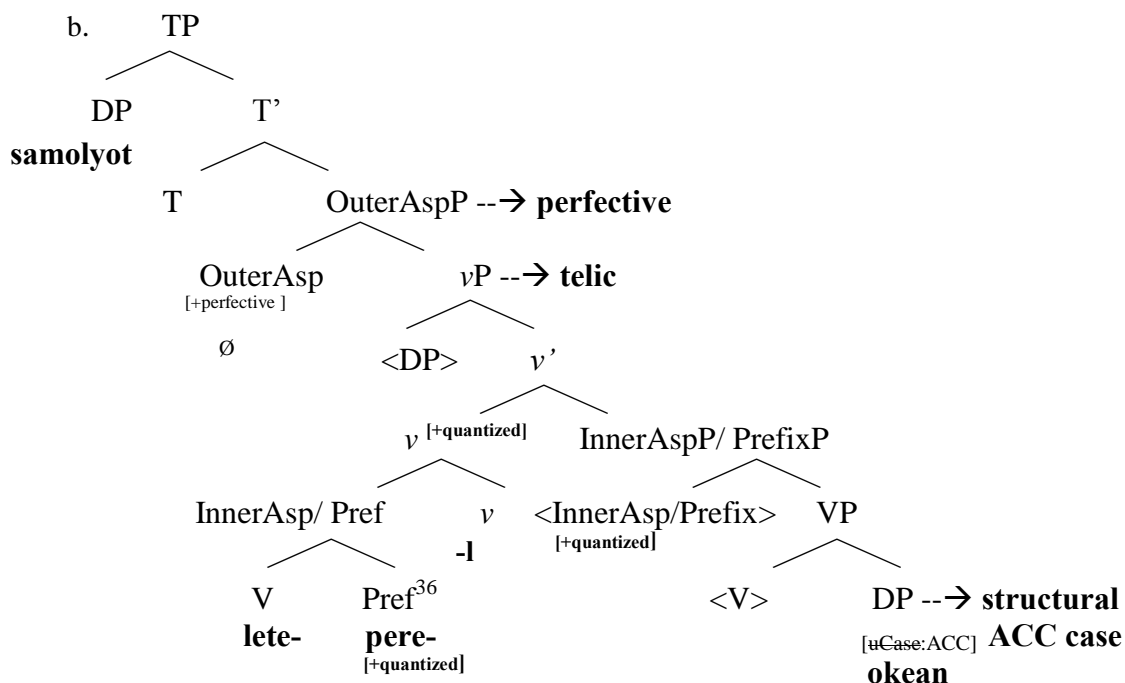 b. TP
DP T’
samolyot
T OuterAspP --→ perfective
OuterAsp vP --→ telic
[+perfective ]
ø <DP> v’
v [+quantized] InnerAspP/ PrefixP
InnerAsp/ Pref v <InnerAsp/Prefix> VP
-l [+quantized]
V Pref36 <V> DP --→ structural
lete- pere- [uCase:ACC] ACC case
[+quantized] okean